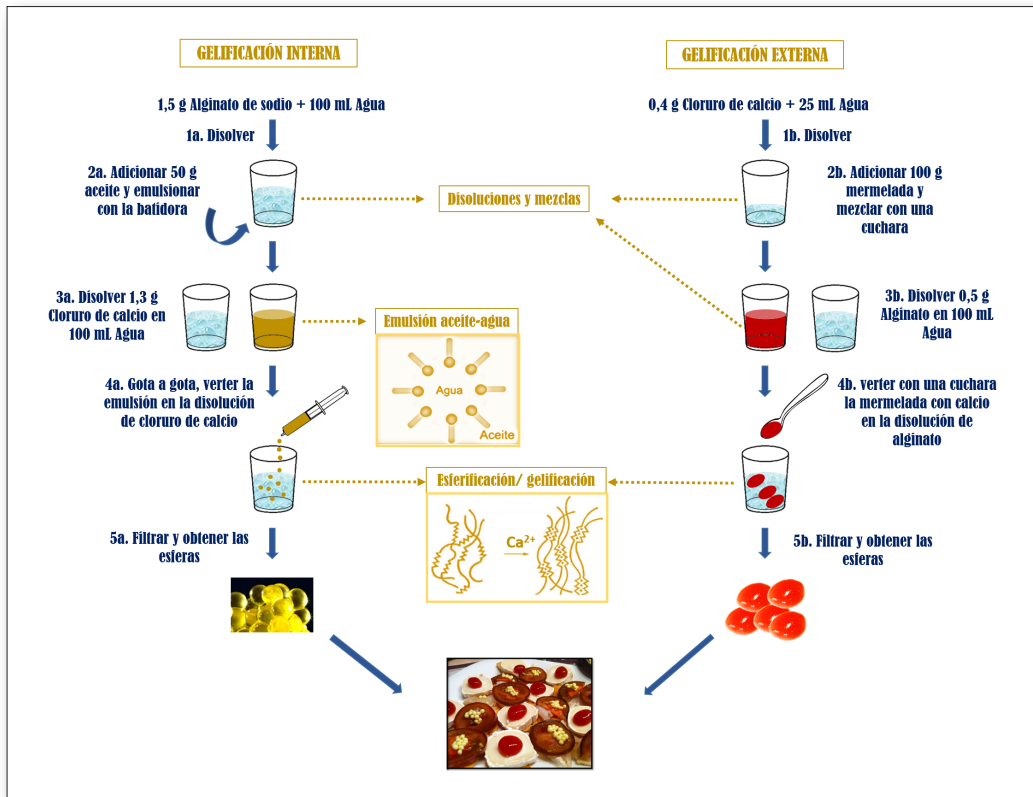 GELIFICACIÓN INTERNA
1,5 g Alginato de sodio + 100 mL Agua
1a. Disolver
2a. Adicionar 50 g
aceite y emulsionar
con la batidora
3a. Disolver 1,3 g
Cloruro de calcio en
100 mL Agua
4a. Gota a gota, verter la
emulsión en la disolución
de cloruro de calcio
5a. Filtrar y obtener las
esferas
Disoluciones y mezclas
Emulsión aceite-agua
Agua
Aceite
Esferificación/ gelificación
Ca2+
GELIFICACIÓN EXTERNA
0,4 g Cloruro de calcio + 25 mL Agua
1b. Disolver
2b. Adicionar 100 g
mermelada y
mezclar con una
cuchara
3b. Disolver 0,5 g
Alginato en 100 mL
Agua
4b. verter con una cuchara
la mermelada con calcio
en la disolución de
alginato
5b. Filtrar y obtener las
esferas